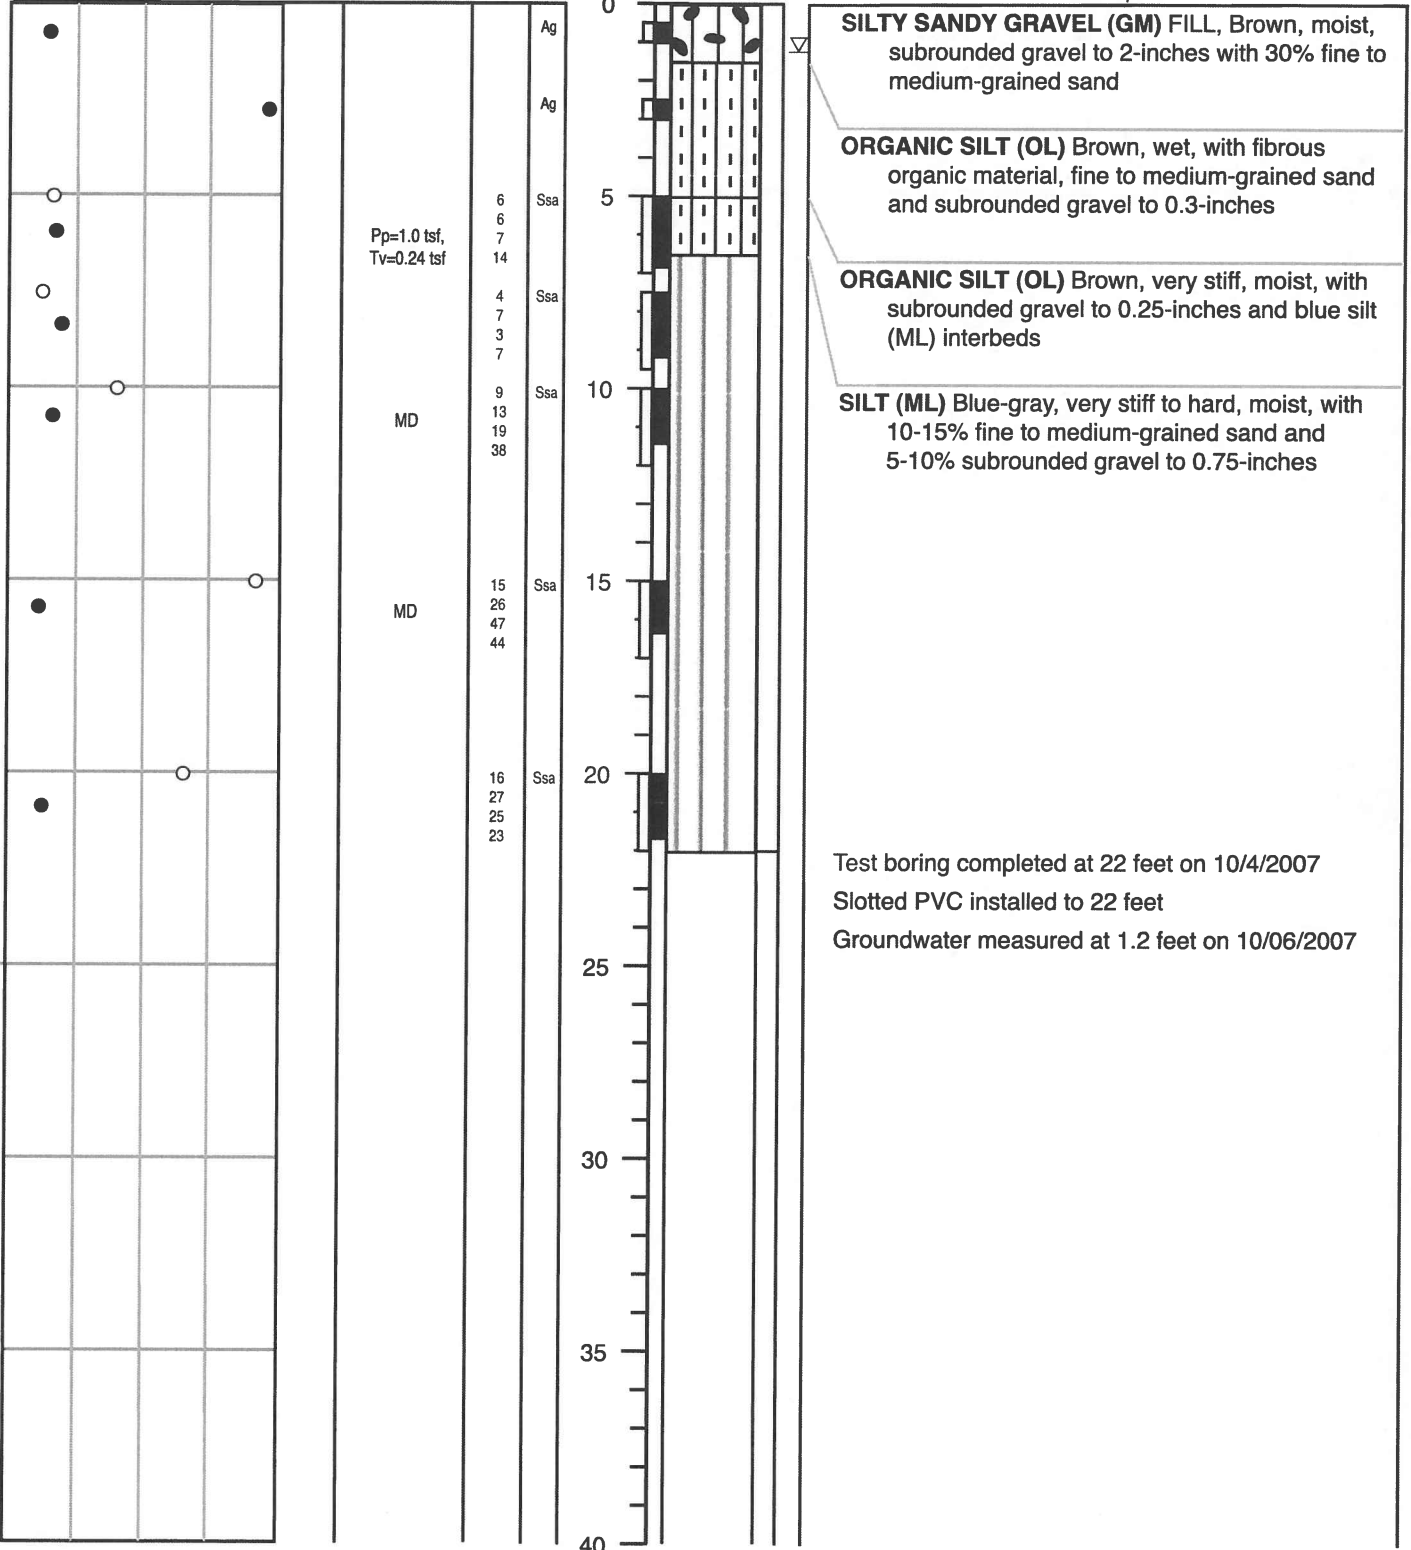 0
Ag
Ag
6 Ssa
6
7
14
Pp=1.0 tsf,
Tv=0.24 tsf
5
4 Ssa
7
3
7
9 Ssa
13
19
38
MD
10
15 Ssa
26
47
44
MD
15
16 Ssa
27
25
23
20
25
30
35
40
SILTY SANDY GRAVEL (GM) FILL, Brown, moist,
subrounded gravel to 2-inches with 30% fine to
medium-grained sand
ORGANIC SILT (OL) Brown, wet, with fibrous
organic material, fine to medium-grained sand
and subrounded gravel to 0.3-inches
ORGANIC SILT (OL) Brown, very stiff, moist, with
subrounded gravel to 0.25-inches and blue silt
(ML) interbeds
SILT (ML) Blue-gray, very stiff to hard, moist, with
10-15% fine to medium-grained sand and
5-10% subrounded gravel to 0.75-inches
Test boring completed at 22 feet on 10/4/2007
Slotted PVC installed to 22 feet
Groundwater measured at 1.2 feet on 10/06/2007